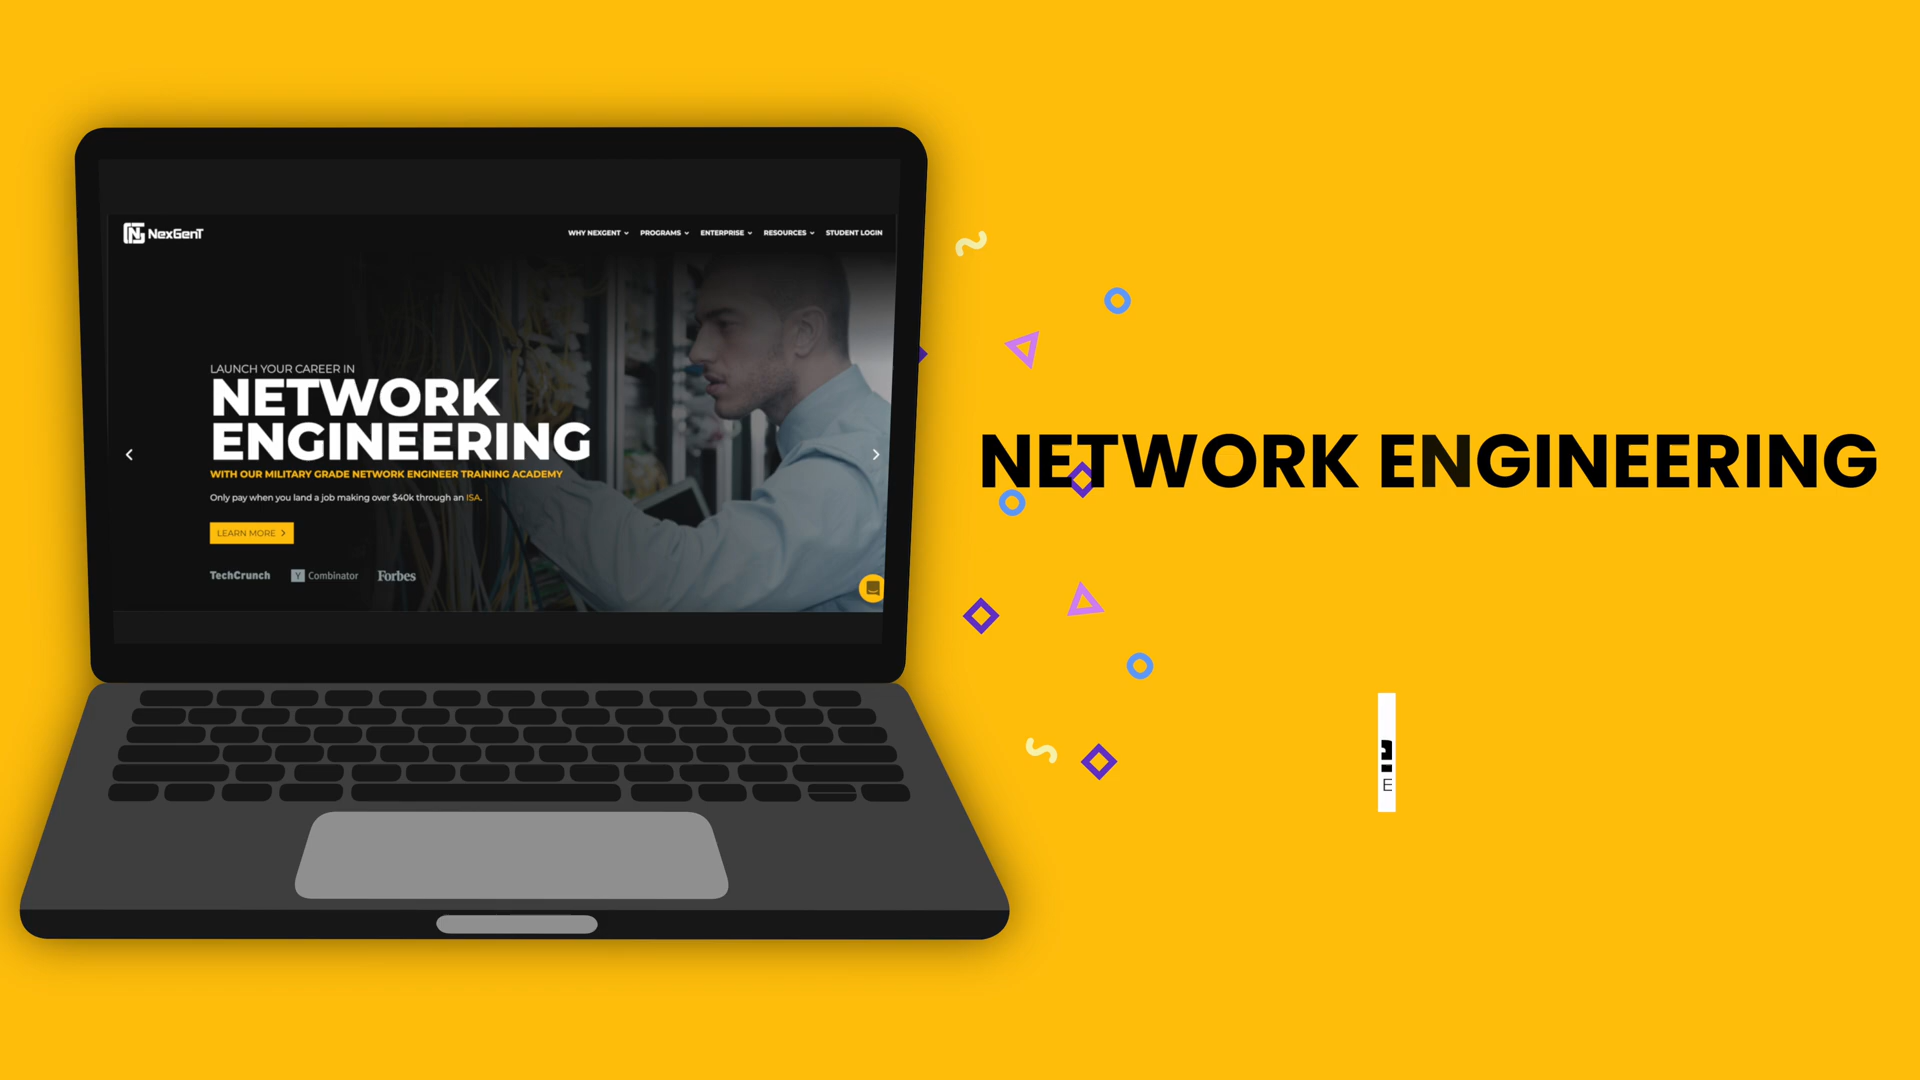 NexGenT
WHY NEXGENT PROGRAMS ENTERPRISE RESOURCES STUDENT LOGIN
LAUNCH YOUR CAREER IN
NETWORK
ENGINEERING
WITH OUR MILITARY GRADE NETWORK ENGINEER TRAINING ACADEMY
Only pay when you land a job making over $40k through an ISA.
LEARN MORE
TechCrunch Y Combinator Forbes
NETWORK ENGINEERING
E